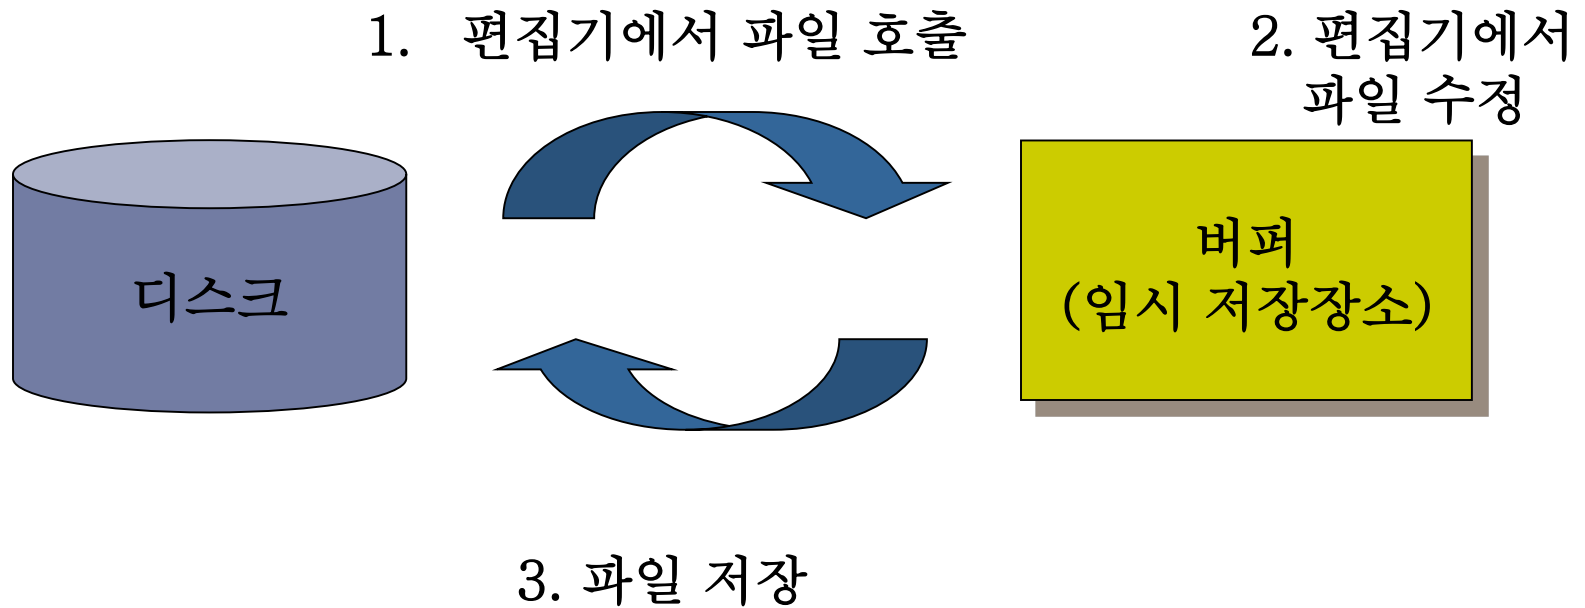 1. 편집기에서 파일 호출
2. 편집기에서
파일 수정
디스크
버퍼
(임시 저장장소)
3. 파일 저장